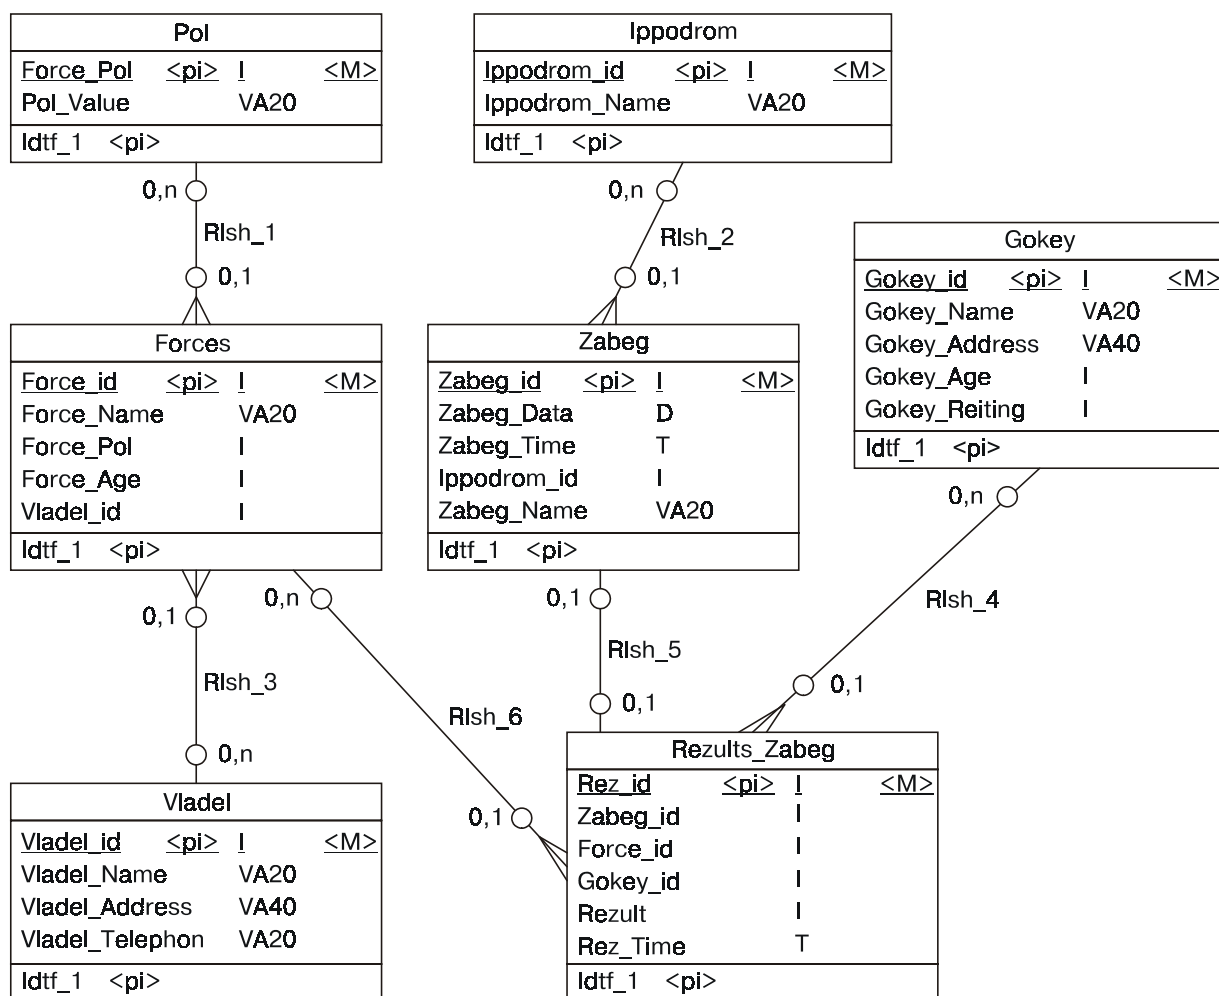 Pol
Force_Pol <pi> I <M>
Pol_Value VA20
Idtf_1 <pi>
Ippodrom
Ippodrom_id <pi> I <M>
Ippodrom_Name VA20
Idtf_1 <pi>
0,n
Rlsh_1
0,1
0,n
Rlsh_2
0,1
Gokey
Gokey_id <pi> I <M>
Gokey_Name VA20
Gokey_Address VA40
Gokey_Age I
Gokey_Reiting I
Idtf_1 <pi>
Forces
Force_id <pi> I <M>
Force_Name VA20
Force_Pol I
Force_Age I
Vladel_id I
Idtf_1 <pi>
Zabeg
Zabeg_id <pi> I <M>
Zabeg_Data D
Zabeg_Time T
Ippodrom_id I
Zabeg_Name VA20
Idtf_1 <pi>
0,1
Rlsh_3
0,n
0,n
Rlsh_6
0,1
0,1
Rlsh_5
0,1
0,n
Rlsh_4
0,1
Vladel
Vladel_id <pi> I <M>
Vladel_Name VA20
Vladel_Address VA40
Vladel_Telephon VA20
Idtf_1 <pi>
Rezults_Zabeg
Rez_id <pi> I <M>
Zabeg_id I
Force_id I
Gokey_id I
Rezult I
Rez_Time T
Idtf_1 <pi>